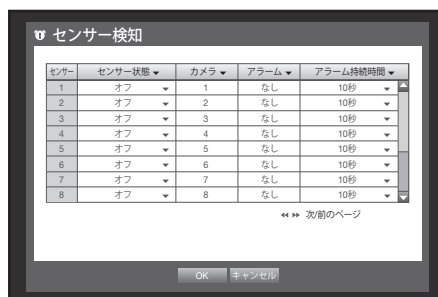 センサー検知
センサー センサー状態 カメラ アラーム アラーム持続時間
1 オフ 1 なし 10秒
2 オフ 2 なし 10秒
3 オフ 3 なし 10秒
4 オフ 4 なし 10秒
5 オフ 5 なし 10秒
6 オフ 6 なし 10秒
7 オフ 7 なし 10秒
8 オフ 8 なし 10秒
次/前のページ
OK キャンセル